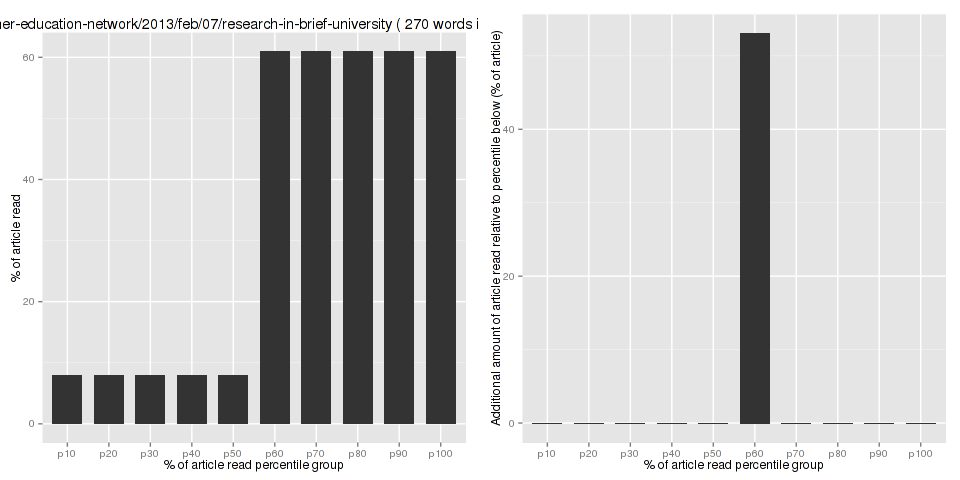 er-education-network/2013/feb/07/research-in-brief-university ( 270 words i
% of article read
60
40
20
0
p10 p20 p30 p40 p50 p60 p70 p80 p90 p100
% of article read percentile group
Additional amount of article read relative to percentile below (% of article)
40
20
0
p10 p20 p30 p40 p50 p60 p70 p80 p90 p100
% of article read percentile group